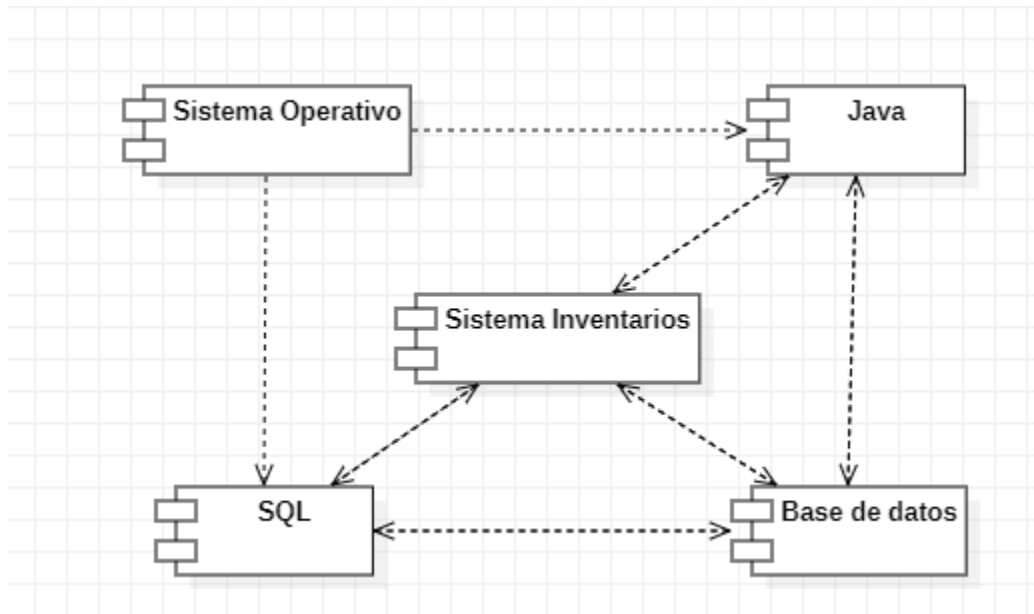 Sistema Operativo
Java
Sistema Inventarios
SQL
Base de datos